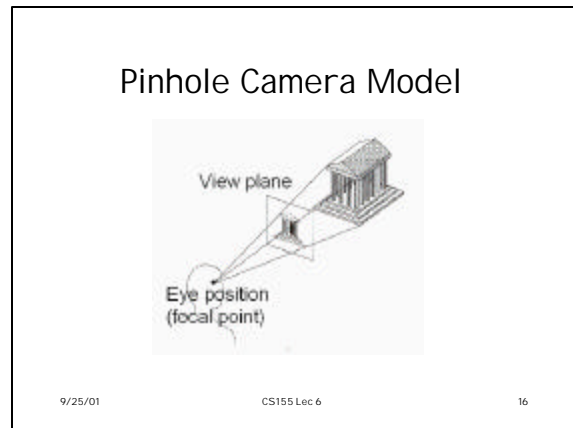 Pinhole Camera Model
View plane
Eye position
(focal point)
9/25/01 CS155 Lec 6 16